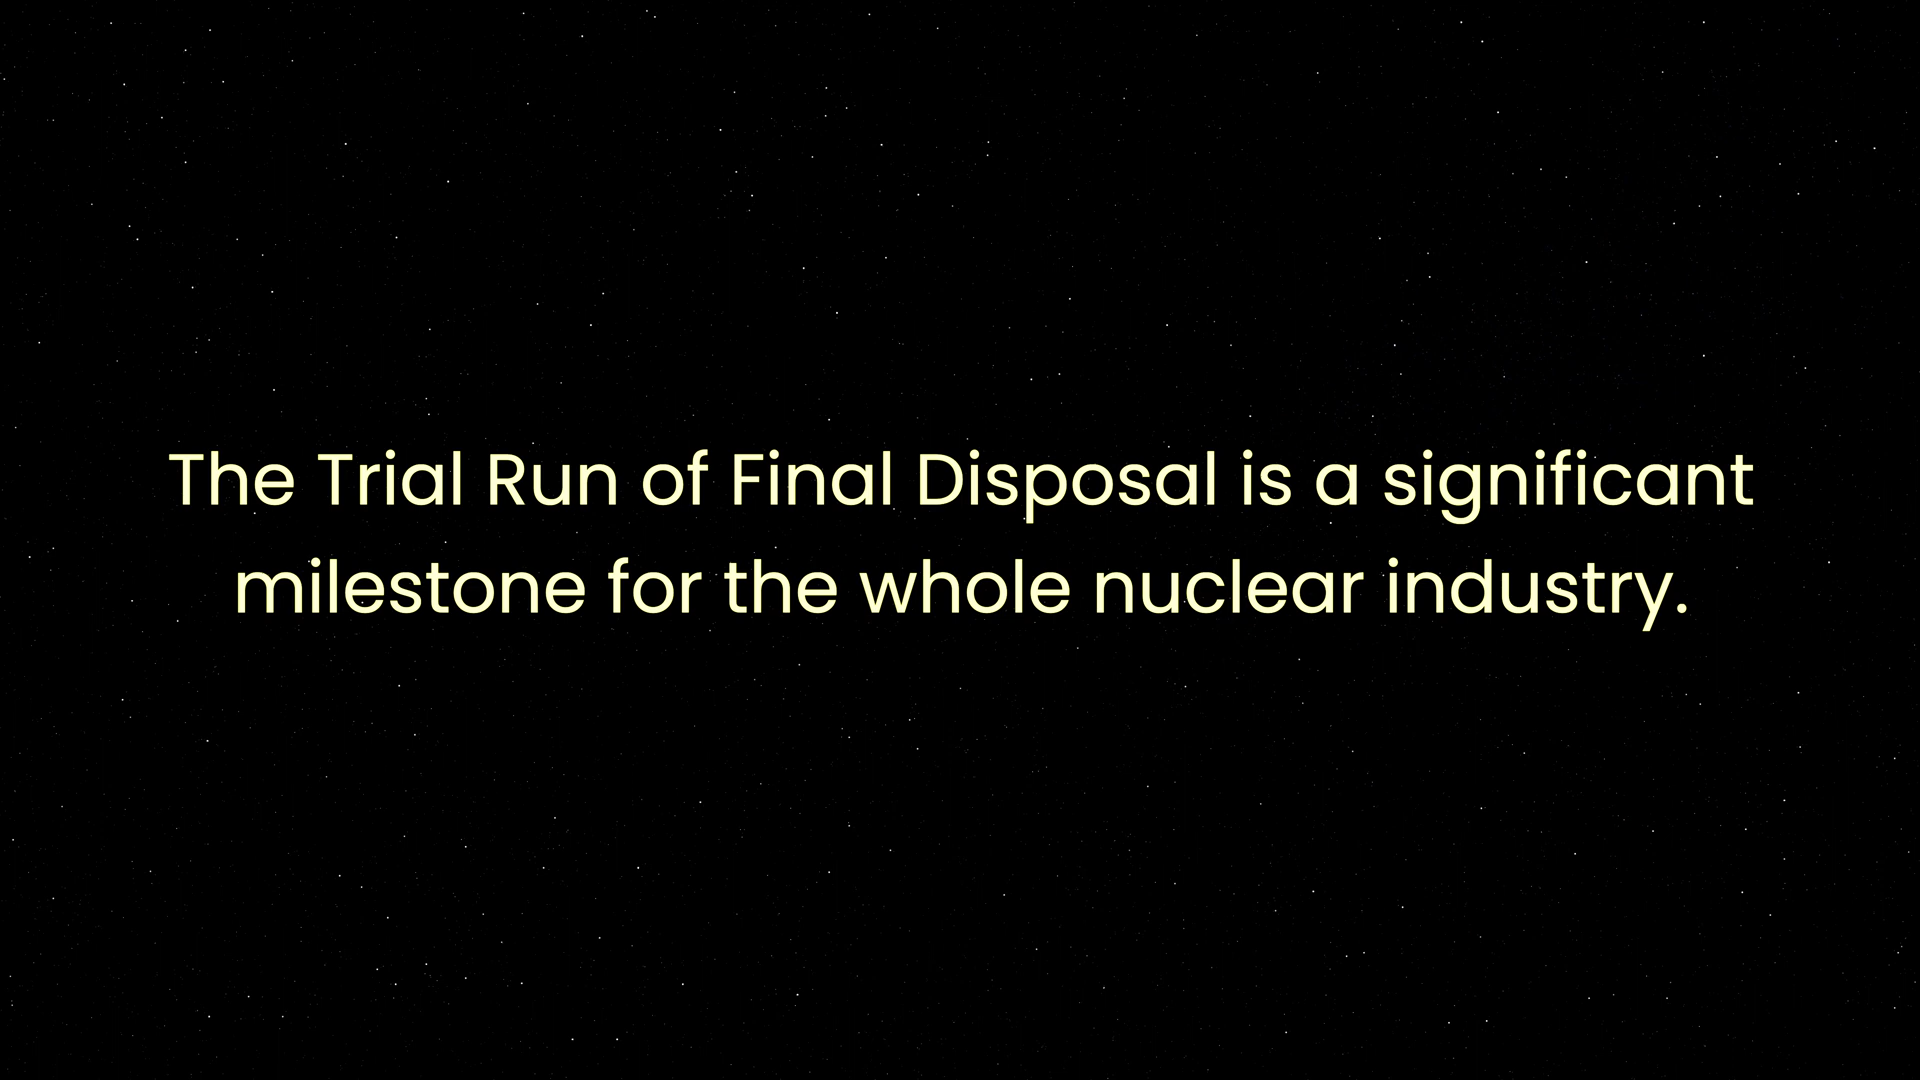 The Trial Run of Final Disposal is a significant
milestone for the whole nuclear industry.